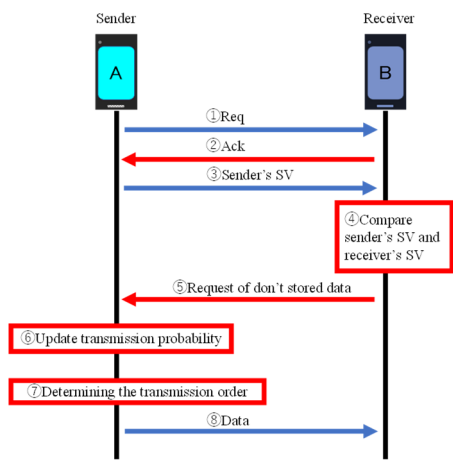 Sender
Receiver
A
B
①Req
②Ack
③Sender's SV
④Compare
sender's SV and
receiver's SV
⑤Request of don't stored data
⑥Update transmission probability
⑦Determining the transmission order
⑧Data